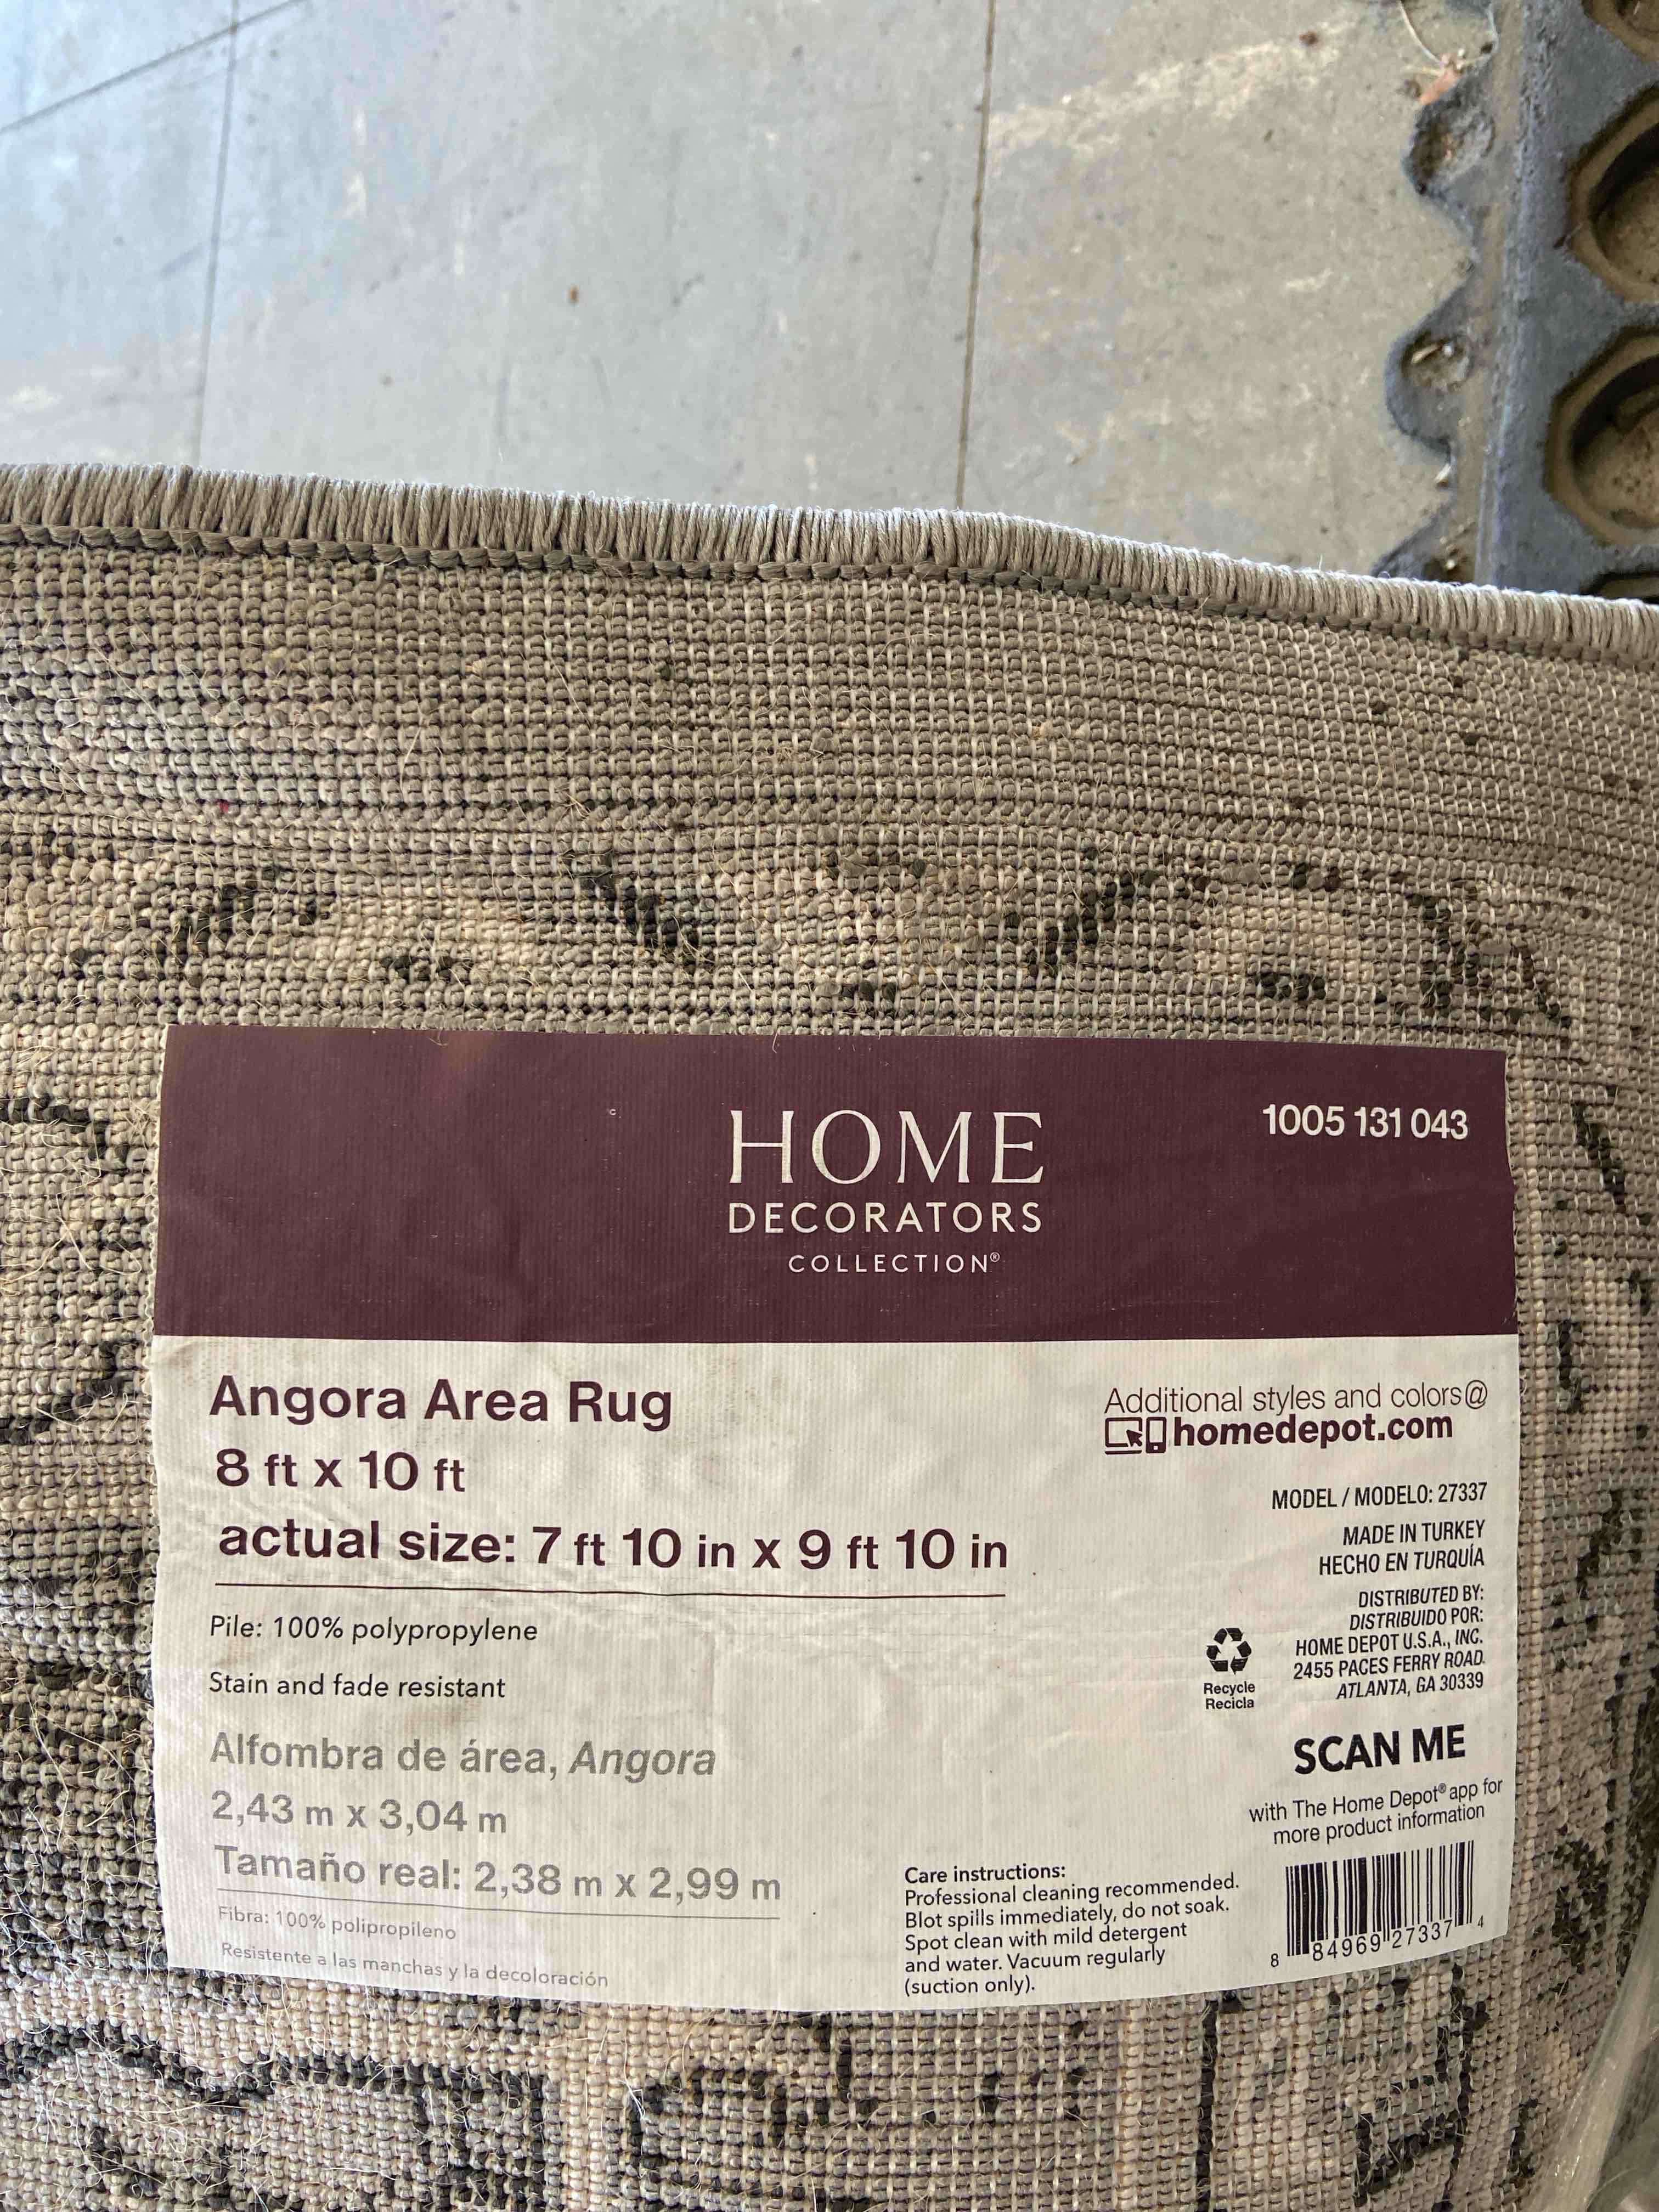 HOME
DECORATORS
COLLECTION®
1005 131 043
Angora Area Rug
8 ft x 10 ft
actual size: 7 ft 10 in x 9 ft 10 in
Pile: 100% polypropylene
Stain and fade resistant
Alfombra de área, Angora
2,43 m x 3,04 m
Tamaño real: 2,38 m x 2,99 m
Fibra: 100% polipropileno
Resistente a las manchas y la decoloración
Additional styles and colors@
homedepot.com
MODEL / MODELO: 27337
MADE IN TURKEY
HECHO EN TURQUÍA
DISTRIBUTED BY:
DISTRIBUIDO POR:
HOME DEPOT U.S.A., INC.
2455 PACES FERRY ROAD.
ATLANTA, GA 30339
Recycle
Recicla
SCAN ME
with The Home Depot® app for
more product information
Care instructions:
Professional cleaning recommended.
Blot spills immediately, do not soak.
Spot clean with mild detergent
and water. Vacuum regularly
(suction only).
8 84969 27337 4